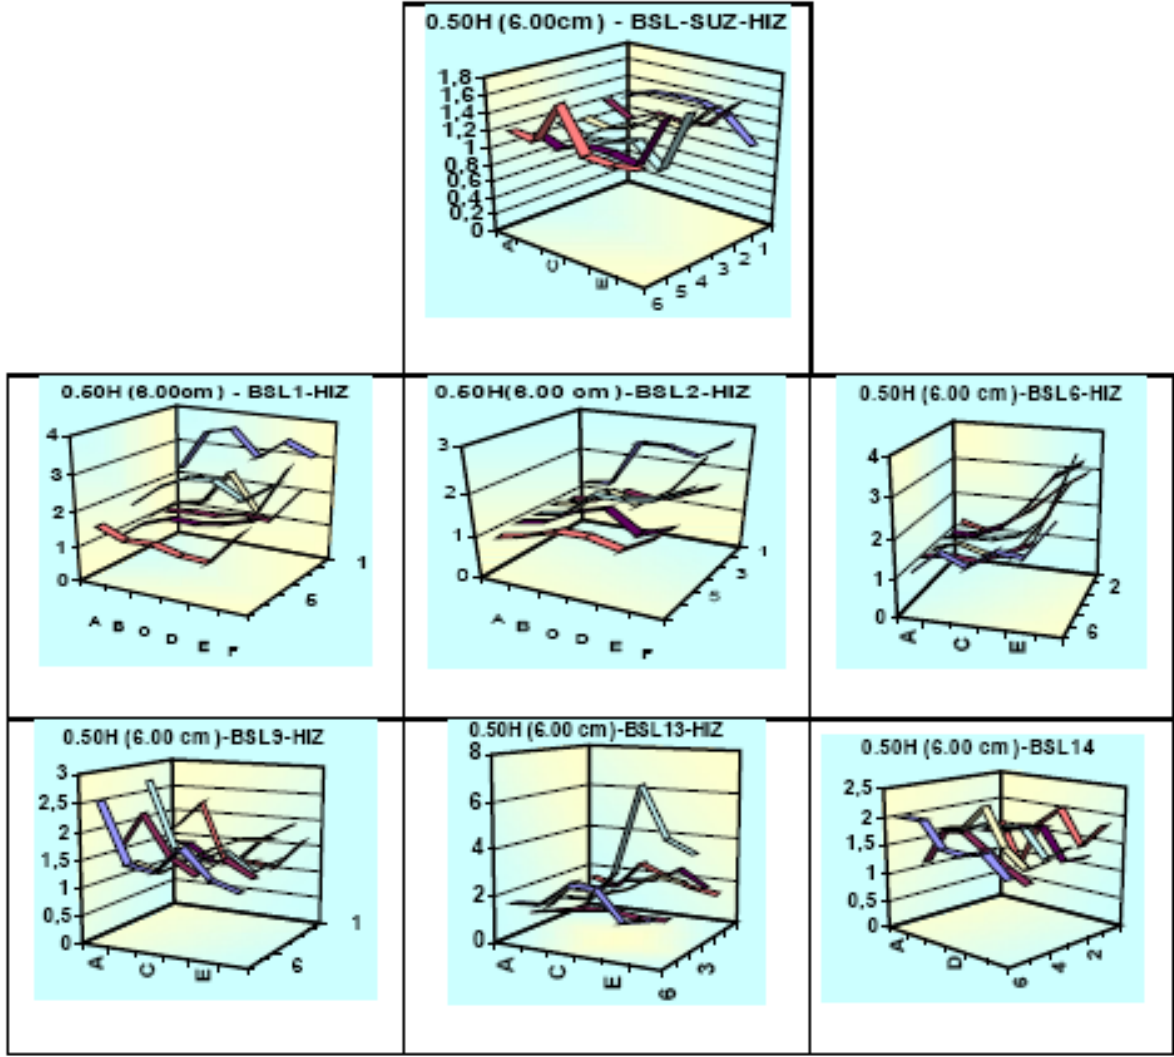 0.50H (6.00cm) - BSL-SUZ-HIZ
1,8
1,6
1,4
1,2
1
0,8
0,6
0,4
0,2
0
A
C
E
6
5
4
3
2
1
0.50H (6.00om) - BSL1-HIZ
4
3
2
1
0
A
B
O
D
E
F
5
1
0.50H(6.00 om)-BSL2-HIZ
3
2
1
0
A
B
O
D
E
F
5
3
1
0.50H (6.00 cm)-BSL6-HIZ
4
3
2
1
0
A
C
E
6
2
0.50H (6.00 cm)-BSL9-HIZ
3
2,5
2
1,5
1
0,5
0
A
C
E
6
1
0.50H (6.00 cm)-BSL13-HIZ
8
6
4
2
0
A
C
E
6
3
0.50H (6.00 cm)-BSL14
2,5
2
1,5
1
0,5
0
A
D
6
4
2